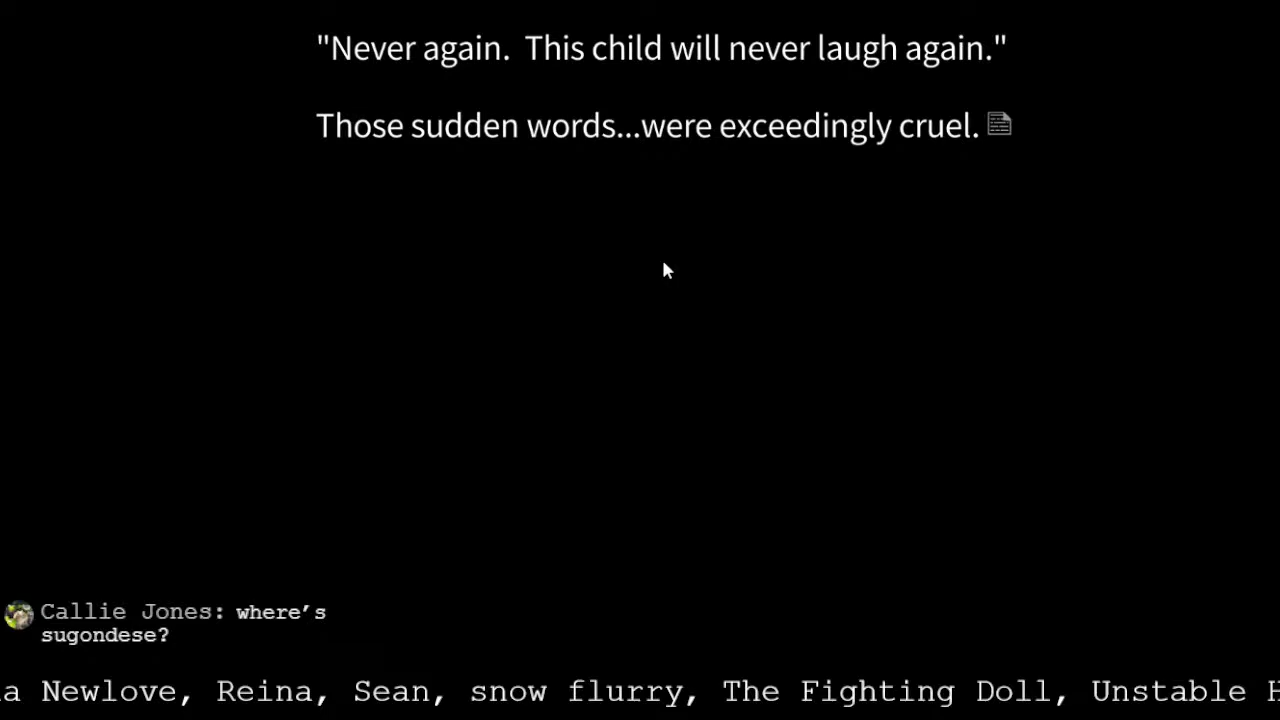 "Never again.  This child will never laugh again."
Those sudden words...were exceedingly cruel.
Callie Jones: where's
sugondese?
a Newlove, Reina, Sean, snow flurry, The Fighting Doll, Unstable H